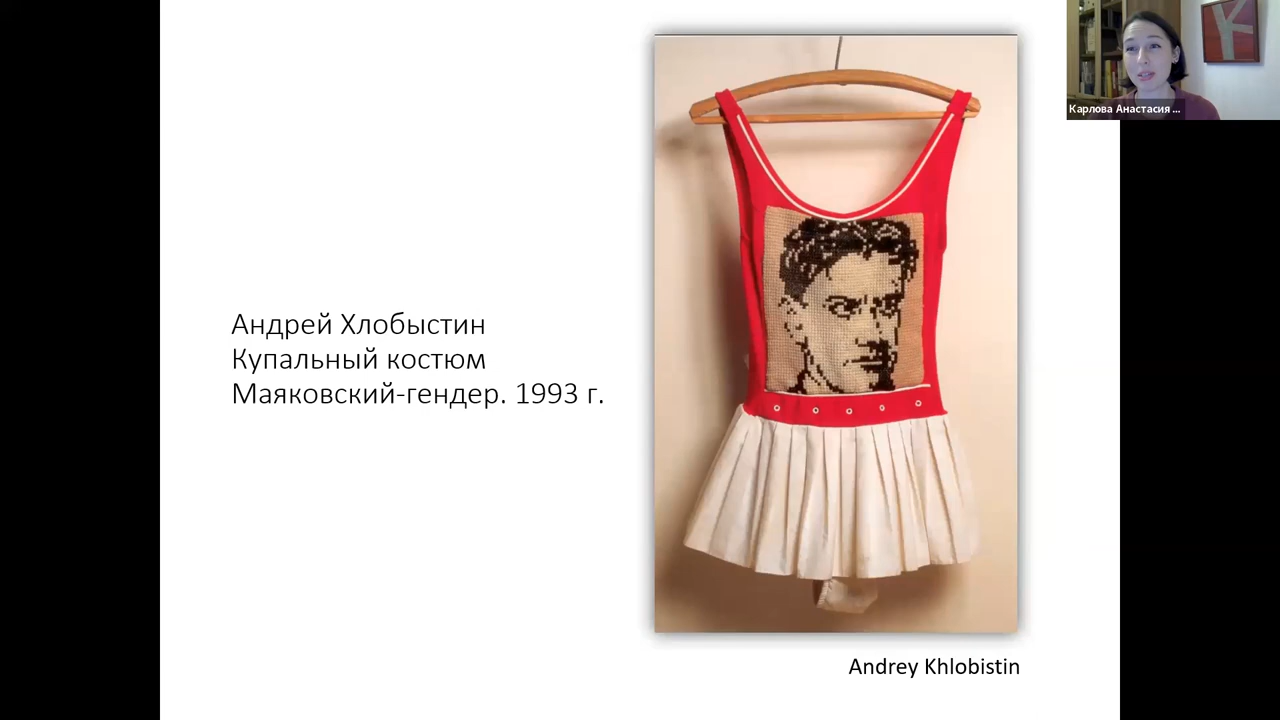 Андрей Хлобыстин
Купальный костюм
Маяковский-гендер. 1993 г.
Andrey Khlobistin
Карлова Анастасия ...